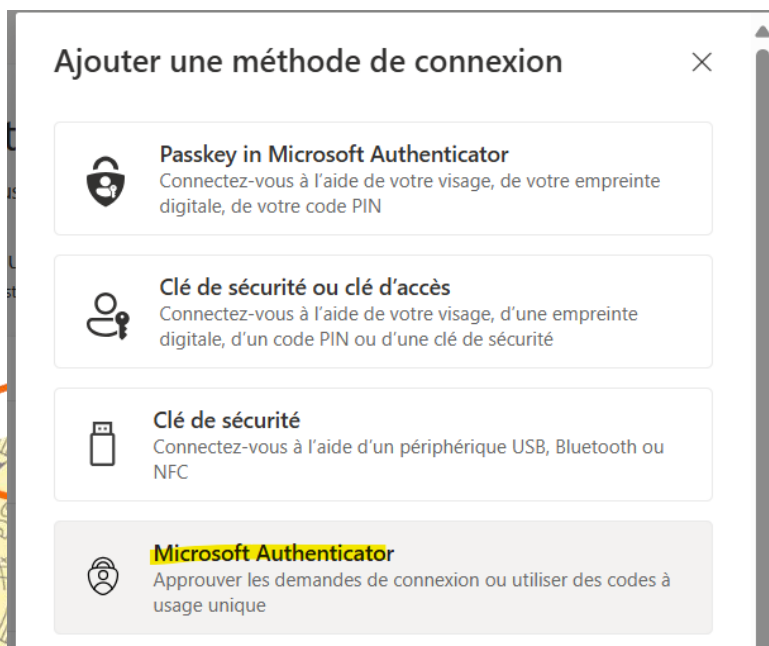 Ajouter une méthode de connexion
Passkey in Microsoft Authenticator
Connectez-vous à l’aide de votre visage, de votre empreinte
digitale, de votre code PIN
Clé de sécurité ou clé d’accès
Connectez-vous à l’aide de votre visage, d’une empreinte
digitale, d’un code PIN ou d’une clé de sécurité
Clé de sécurité
Connectez-vous à l’aide d’un périphérique USB, Bluetooth ou
NFC
Microsoft Authenticator
Approuver les demandes de connexion ou utiliser des codes à
usage unique